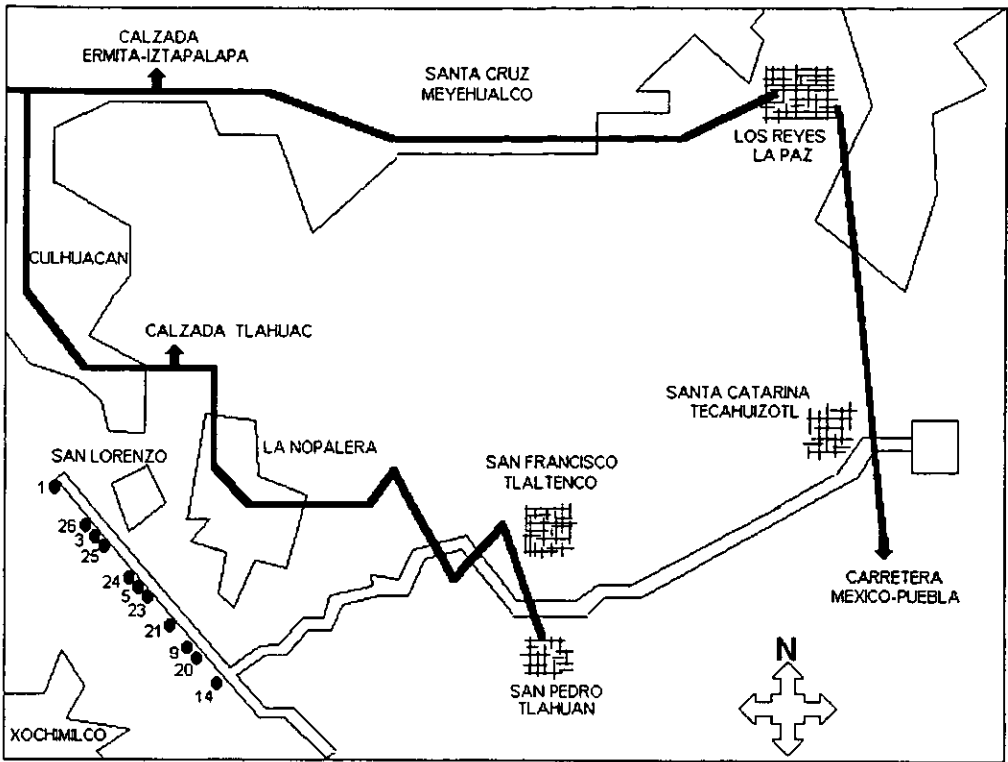 CALZADA
ERMITA-IZTAPALAPA
SANTA CRUZ
MEYEHUALCO
LOS REYES
LA PAZ
CULHUACAN
CALZADA TLAHUAC
SANTA CATARINA
TECAHUIZOTL
LA NOPALERA
SAN LORENZO
SAN FRANCISCO
TLALTENCO
1
26
3
25
24
5
23
21
9
20
14
CARRETERA
MEXICO-PUEBLA
N
SAN PEDRO
TLAHUAN
XOCHIMILCO